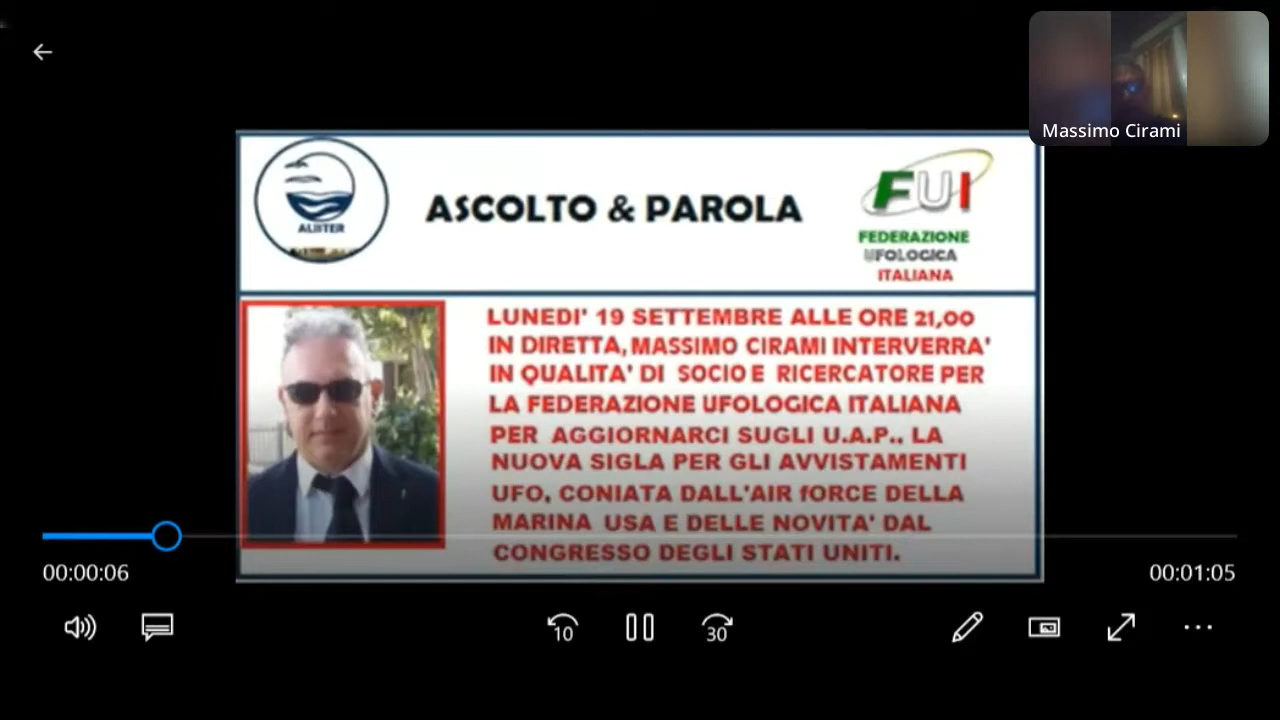 Massimo Cirami
ALIITER
ASCOLTO & PAROLA
FUI
FEDERAZIONE
UFOLOGICA
ITALIANA
LUNEDI' 19 SETTEMBRE ALLE ORE 21,00
IN DIRETTA, MASSIMO CIRAMI INTERVERRA'
IN QUALITA' DI SOCIO E RICERCATORE PER
LA FEDERAZIONE UFOLOGICA ITALIANA
PER AGGIORNARCI SUGLI U.A.P.. LA
NUOVA SIGLA PER GLI AVVISTAMENTI
UFO, CONIATA DALL'AIR fORCE DELLA
MARINA USA E DELLE NOVITA' DAL
CONGRESSO DEGLI STATI UNITI.
00:00:06
00:01:05
10
30